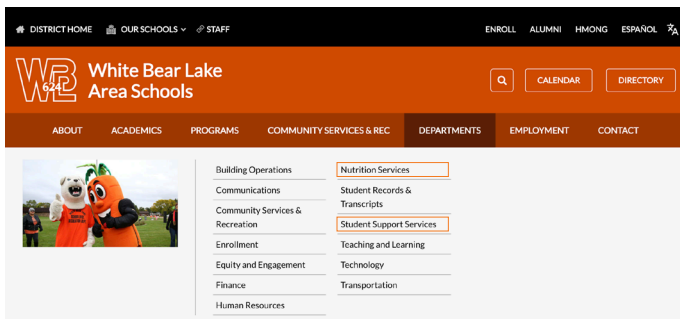 DISTRICT HOME OUR SCHOOLS STAFF ENROLL ALUMNI HMONG ESPAÑOL
WBL
624
White Bear Lake
Area Schools
CALENDAR DIRECTORY
ABOUT ACADEMICS PROGRAMS COMMUNITY SERVICES & REC DEPARTMENTS EMPLOYMENT CONTACT
Building Operations
Communications
Community Services &
Recreation
Enrollment
Equity and Engagement
Finance
Human Resources
Nutrition Services
Student Records &
Transcripts
Student Support Services
Teaching and Learning
Technology
Transportation